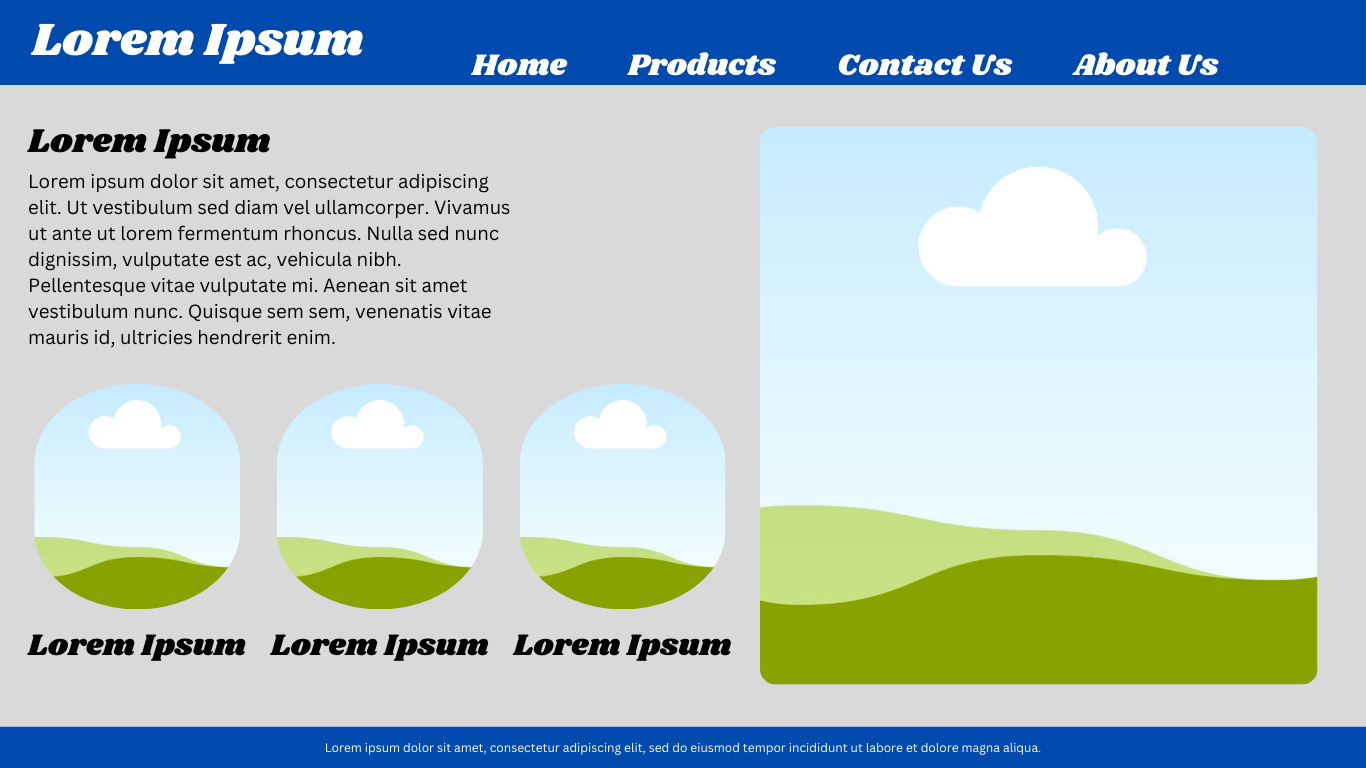 Lorem Ipsum
Home
Products
Contact Us
About Us
Lorem Ipsum
Lorem ipsum dolor sit amet, consectetur adipiscing
elit. Ut vestibulum sed diam vel ullamcorper. Vivamus
ut ante ut lorem fermentum rhoncus. Nulla sed nunc
dignissim, vulputate est ac, vehicula nibh.
Pellentesque vitae vulputate mi. Aenean sit amet
vestibulum nunc. Quisque sem sem, venenatis vitae
mauris id, ultricies hendrerit enim.
Lorem Ipsum
Lorem Ipsum
Lorem Ipsum
Lorem ipsum dolor sit amet, consectetur adipiscing elit, sed do eiusmod tempor incididunt ut labore et dolore magna aliqua.